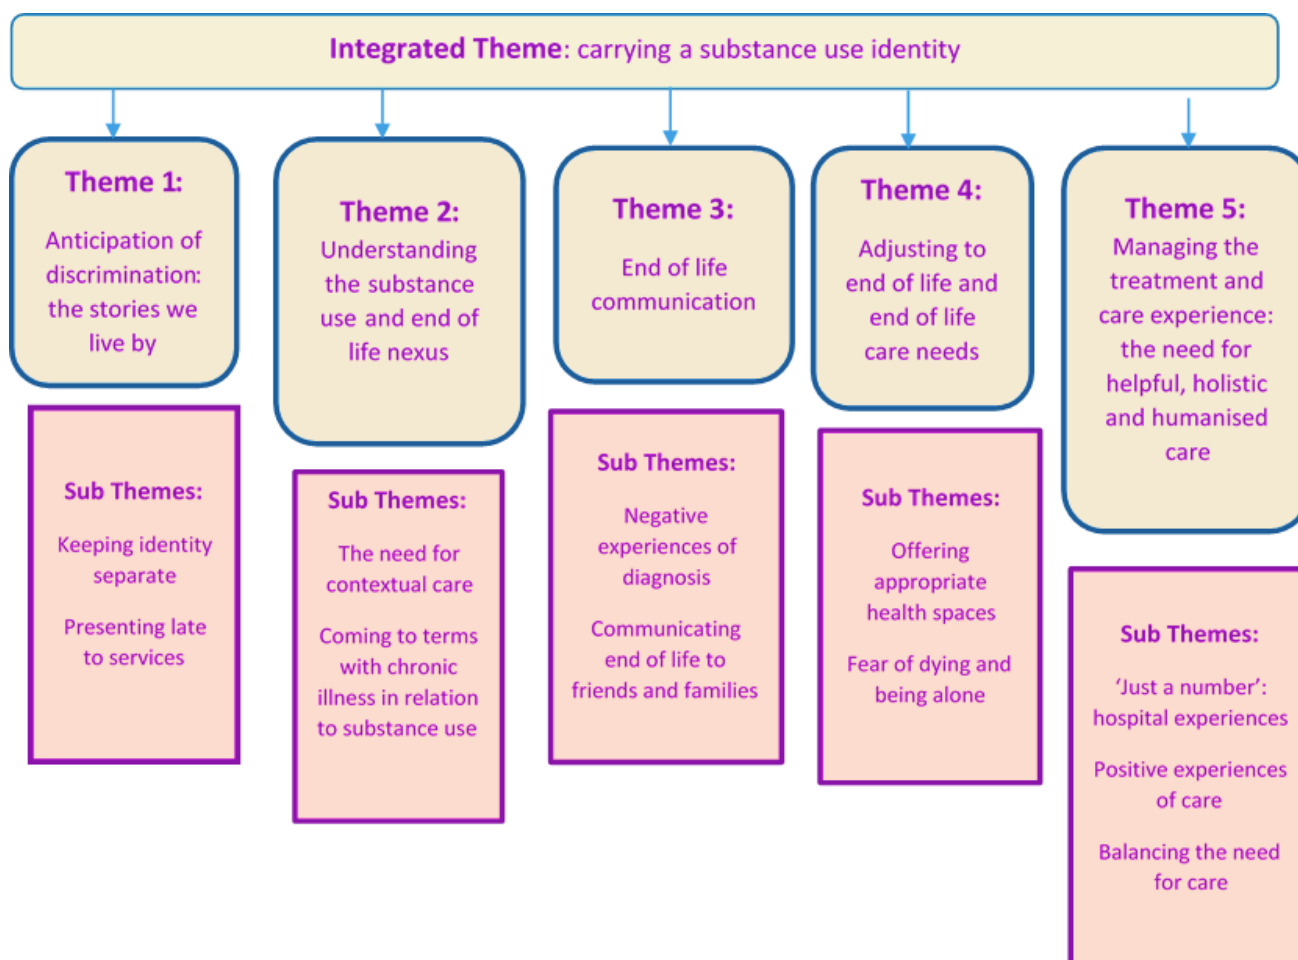 Integrated Theme: carrying a substance use identity
Theme 1:
Anticipation of
discrimination:
the stories we
live by
Sub Themes:
Keeping identity
separate
Presenting late
to services
Theme 2:
Understanding
the substance
use and end of
life nexus
Sub Themes:
The need for
contextual care
Coming to terms
with chronic
illness in relation
to substance use
Theme 3:
End of life
communication
Sub Themes:
Negative
experiences of
diagnosis
Communicating
end of life to
friends and families
Theme 4:
Adjusting to
end of life and
end of life
care needs
Sub Themes:
Offering
appropriate
health spaces
Fear of dying and
being alone
Theme 5:
Managing the
treatment and
care experience:
the need for
helpful, holistic
and humanised
care
Sub Themes:
‘Just a number’:
hospital experiences
Positive experiences
of care
Balancing the need
for care